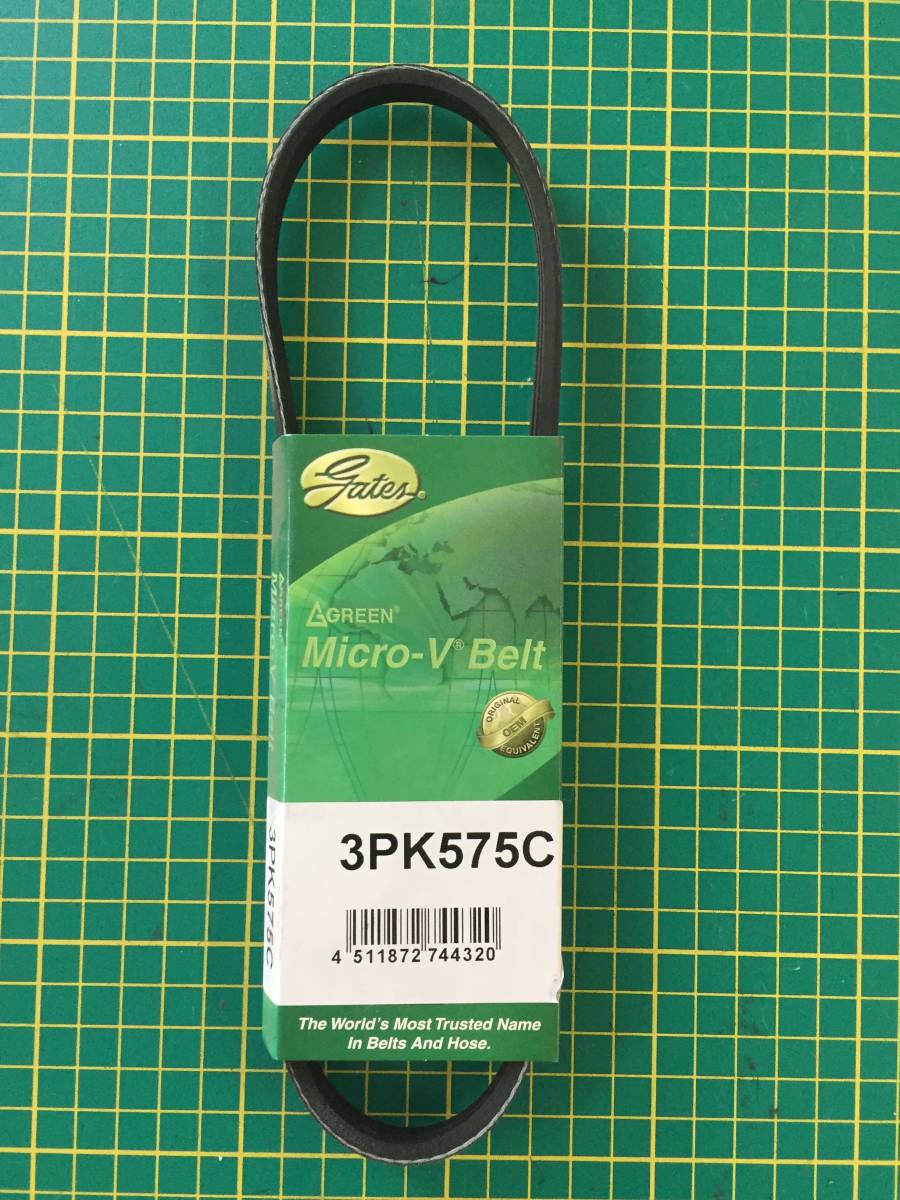 Gates®
GREEN®
Micro-V® Belt
ORIGINAL
OEM
EQUIVALENT
3PK575C
4 511872 744320
The World's Most Trusted Name
In Belts And Hose.
3PK575C